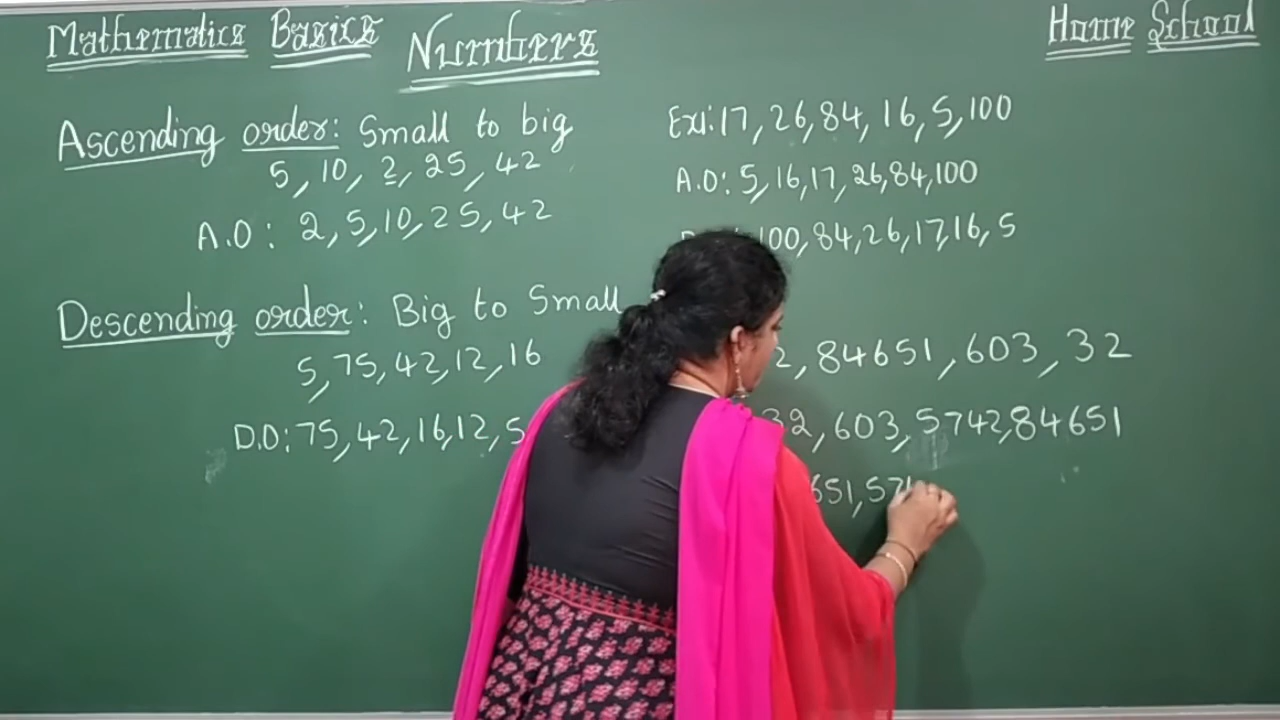 Mathematics Basics Numbers
Home School
Ascending order: Small to big
5, 10, 2, 25, 42
A.O: 2, 5, 10, 25, 42
Descending order: Big to Small
5, 75, 42, 12, 16
D.O: 75, 42, 16, 12, 5
Ex1: 17, 26, 84, 16, 5, 100
A.O: 5, 16, 17, 26, 84, 100
100, 84, 26, 17, 16, 5
2, 84651, 603, 32
32, 603, 5742, 84651
651, 57